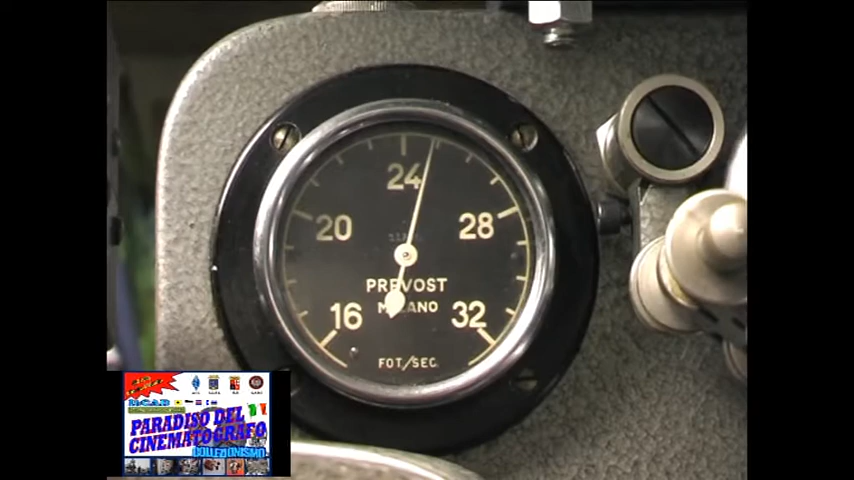 24
20
28
PREVOST
MILANO
16
32
FOT/SEC.
PARADISO DEL
CINEMATOGRAFO
COLLEZIONISMO